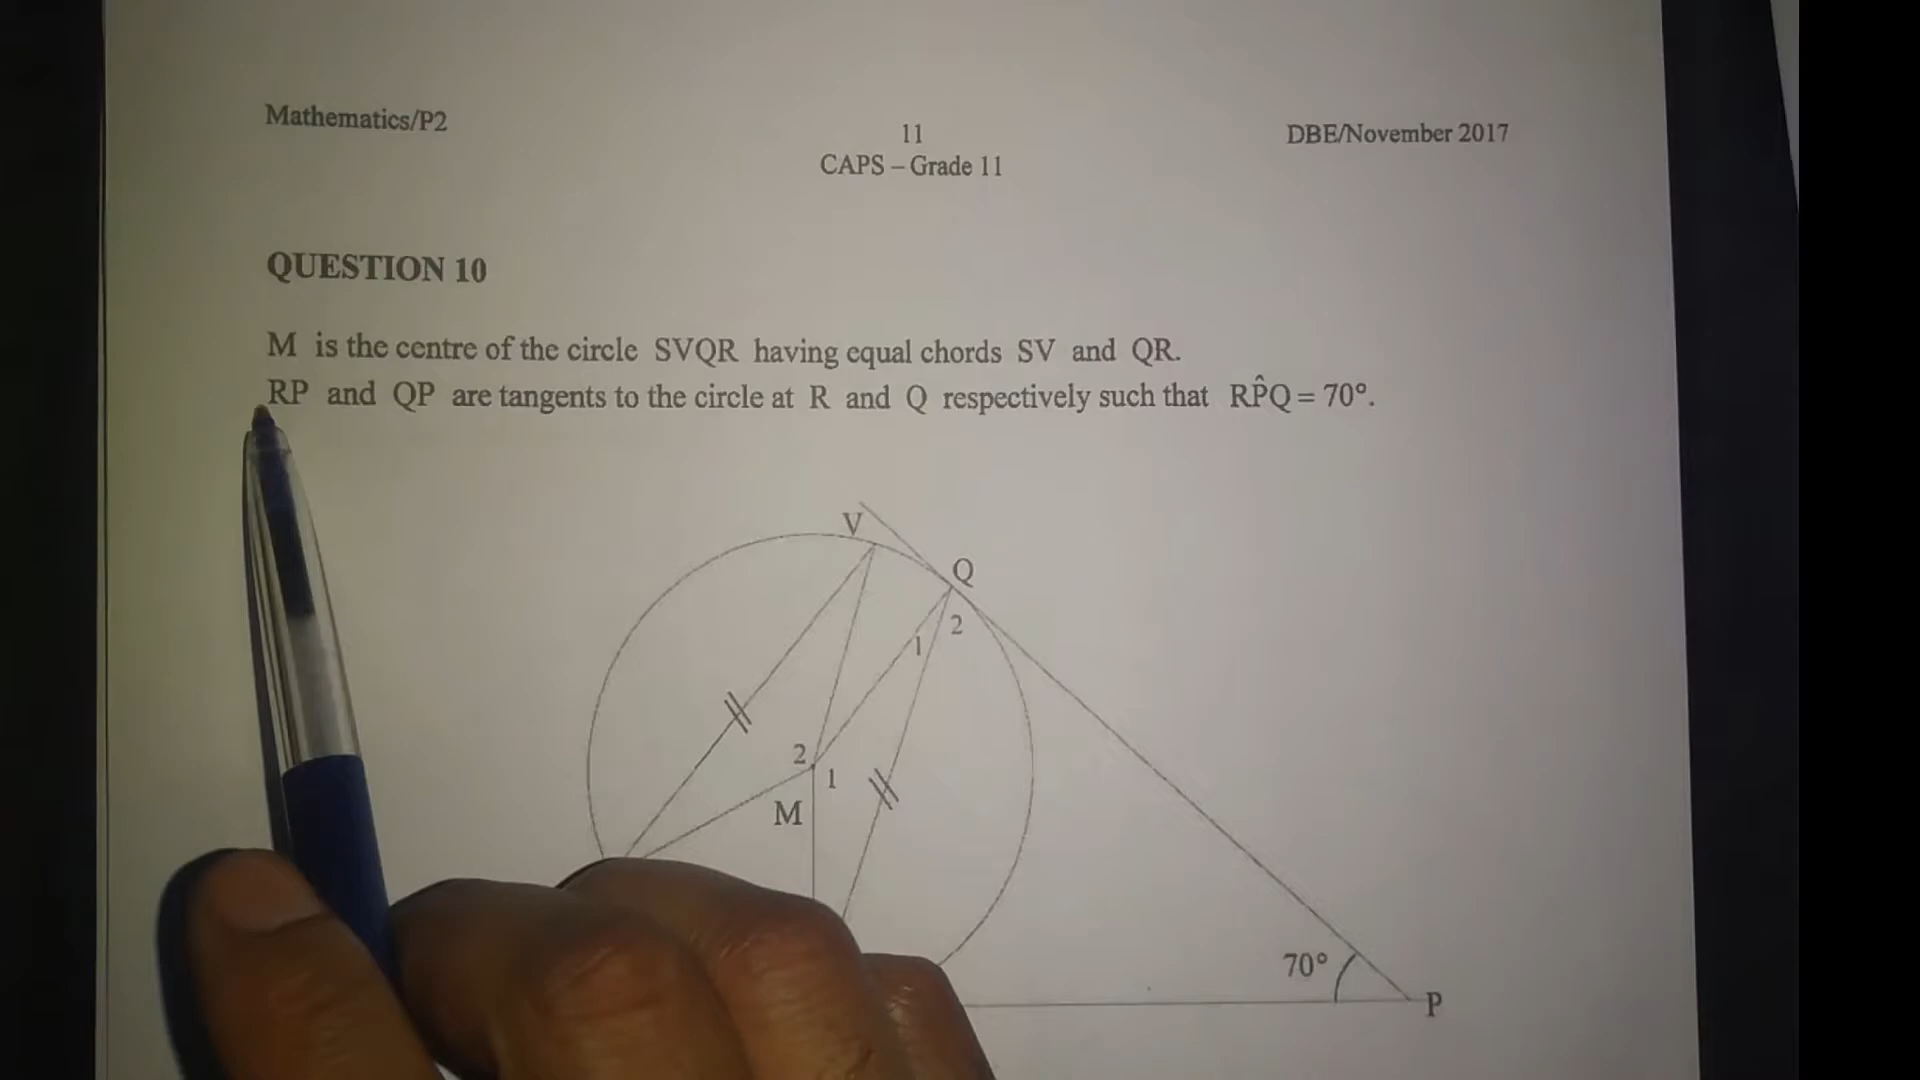 Mathematics/P2
11
CAPS – Grade 11
DBE/November 2017
QUESTION 10
M is the centre of the circle SVQR having equal chords SV and QR.
RP and QP are tangents to the circle at R and Q respectively such that RP̂Q = 70°.
V
Q
2
1
2
1
M
70°
P